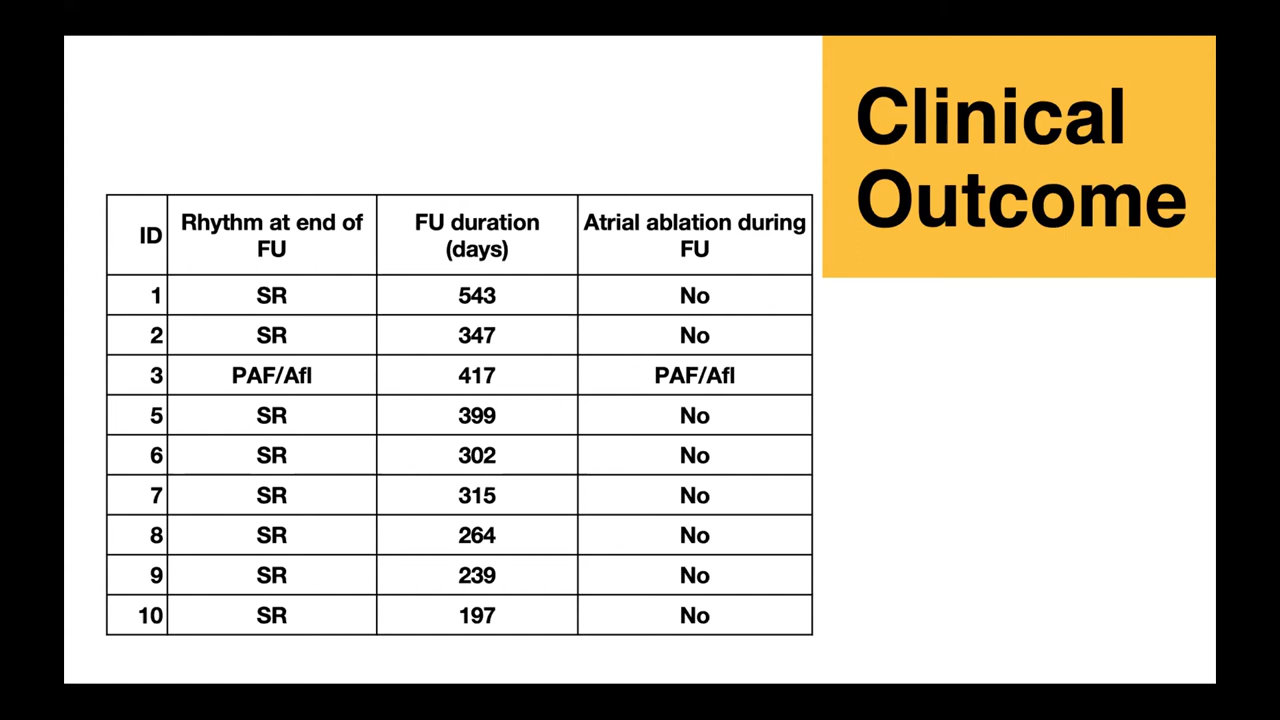 Clinical
Outcome
ID Rhythm at end of FU FU duration (days) Atrial ablation during FU
1 SR 543 No
2 SR 347 No
3 PAF/Afl 417 PAF/Afl
5 SR 399 No
6 SR 302 No
7 SR 315 No
8 SR 264 No
9 SR 239 No
10 SR 197 No